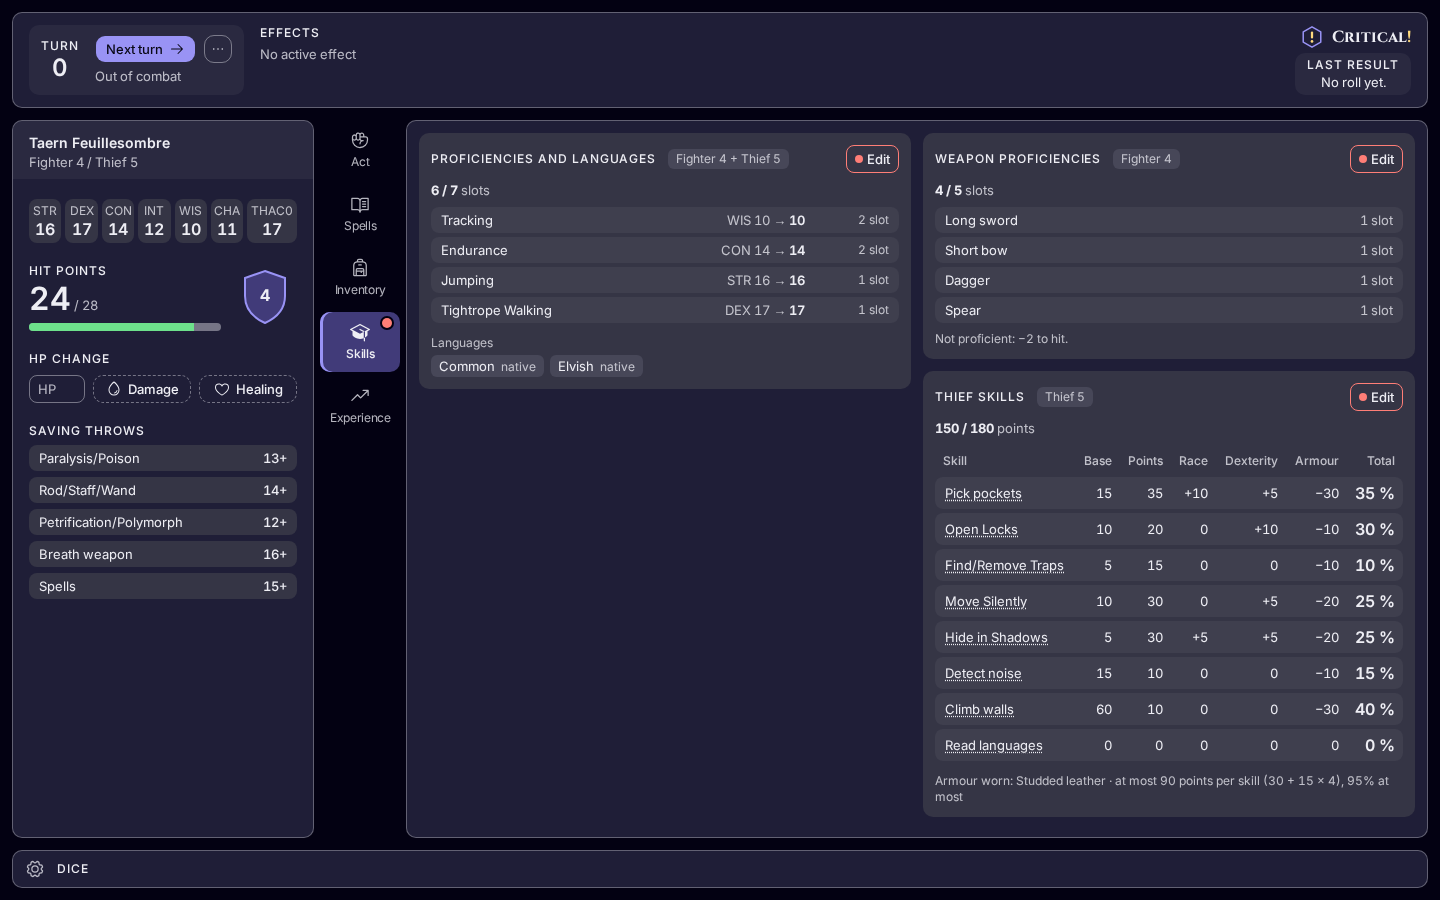 TURN
0
Next turn →
...
Out of combat
EFFECTS
No active effect
CRITICAL!
LAST RESULT
No roll yet.
Taern Feuillesombre
Fighter 4 / Thief 5
STR DEX CON INT WIS CHA THAC0
16 17 14 12 10 11 17
HIT POINTS
24 / 28
4
HP CHANGE
HP Damage Healing
SAVING THROWS
Paralysis/Poison 13+
Rod/Staff/Wand 14+
Petrification/Polymorph 12+
Breath weapon 16+
Spells 15+
Act
Spells
Inventory
Skills
Experience
PROFICIENCIES AND LANGUAGES Fighter 4 + Thief 5 Edit
6 / 7 slots
Tracking WIS 10 → 10 2 slot
Endurance CON 14 → 14 2 slot
Jumping STR 16 → 16 1 slot
Tightrope Walking DEX 17 → 17 1 slot
Languages
Common native Elvish native
WEAPON PROFICIENCIES Fighter 4 Edit
4 / 5 slots
Long sword 1 slot
Short bow 1 slot
Dagger 1 slot
Spear 1 slot
Not proficient: −2 to hit.
THIEF SKILLS Thief 5 Edit
150 / 180 points
Skill Base Points Race Dexterity Armour Total
Pick pockets 15 35 +10 +5 −30 35 %
Open Locks 10 20 0 +10 −10 30 %
Find/Remove Traps 5 15 0 0 −10 10 %
Move Silently 10 30 0 +5 −20 25 %
Hide in Shadows 5 30 +5 +5 −20 25 %
Detect noise 15 10 0 0 −10 15 %
Climb walls 60 10 0 0 −30 40 %
Read languages 0 0 0 0 0 0 %
Armour worn: Studded leather · at most 90 points per skill (30 + 15 × 4), 95% at
most
DICE